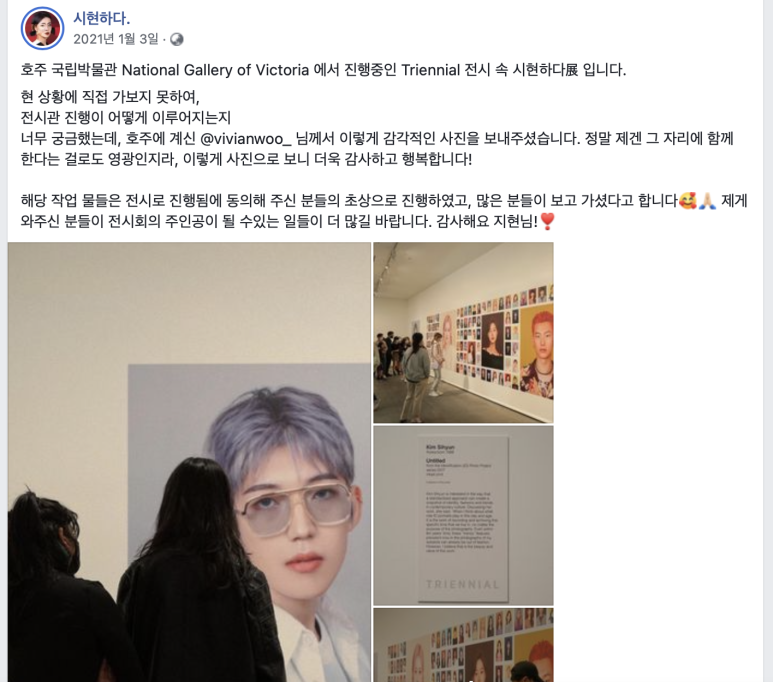 시현하다.
2021년 1월 3일 ·
호주 국립박물관 National Gallery of Victoria 에서 진행중인 Triennial 전시 속 시현하다展 입니다.
현 상황에 직접 가보지 못하여,
전시관 진행이 어떻게 이루어지는지
너무 궁금했는데, 호주에 계신 @vivianwoo_ 님께서 이렇게 감각적인 사진을 보내주셨습니다. 정말 제겐 그 자리에 함께
한다는 걸로도 영광인지라, 이렇게 사진으로 보니 더욱 감사하고 행복합니다!
해당 작업 물들은 전시로 진행됨에 동의해 주신 분들의 초상으로 진행하였고, 많은 분들이 보고 가셨다고 합니다🥰🙏🏻 제게
와주신 분들이 전시회의 주인공이 될 수있는 일들이 더 많길 바랍니다. 감사해요 지현님!❣️
Kim Sihyun
Untitled
TRIENNIAL